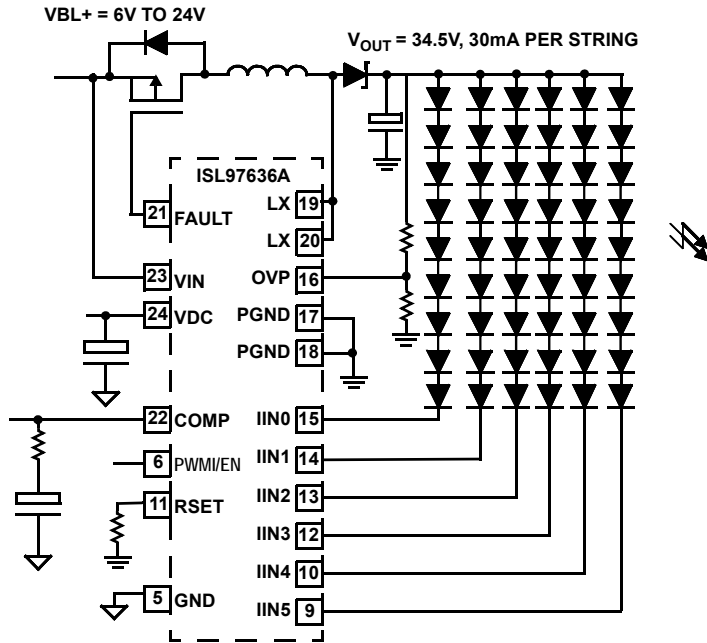 VBL+ = 6V TO 24V
VOUT = 34.5V, 30mA PER STRING
ISL97636A
21 FAULT
LX 19
LX 20
23 VIN
OVP 16
24 VDC
PGND 17
PGND 18
22 COMP
IIN0 15
6 PWMI/EN
IIN1 14
11 RSET
IIN2 13
IIN3 12
IIN4 10
5 GND
IIN5 9